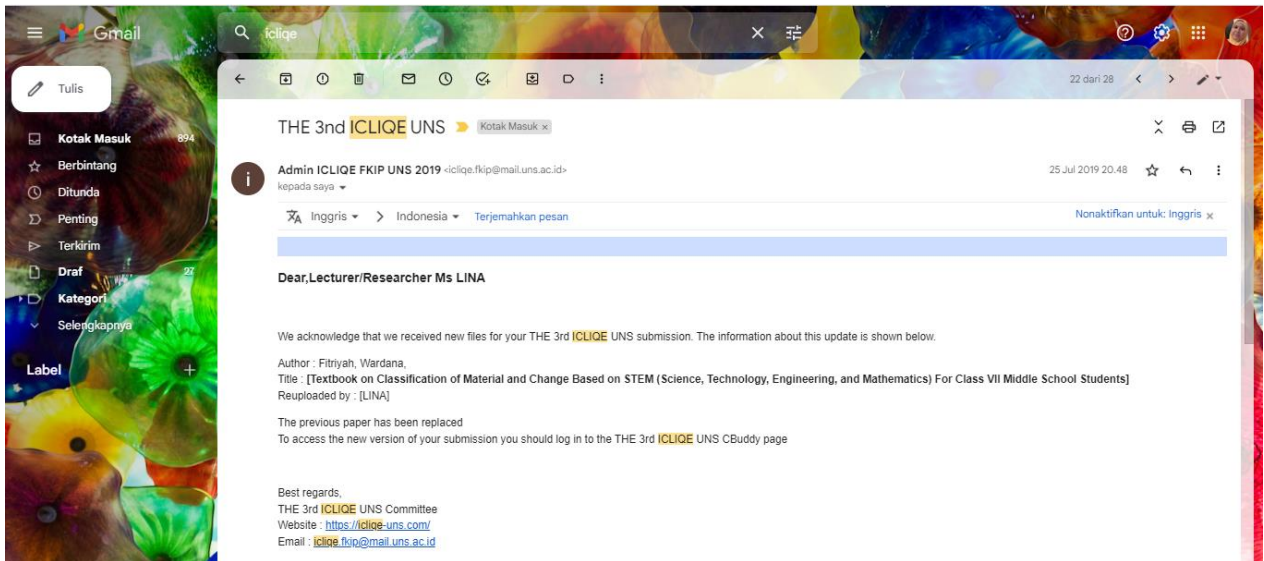 Gmail
icliqe
Tulis
22 dari 28
Kotak Masuk 894
Berbintang
Ditunda
Penting
Terkirim
Draf 27
Kategori
Selengkapnya
Label
THE 3nd ICLIQE UNS Kotak Masuk ×
i
Admin ICLIQE FKIP UNS 2019 <icliqe.fkip@mail.uns.ac.id>
25 Jul 2019 20.48
kepada saya
Inggris > Indonesia Terjemahkan pesan
Nonaktifkan untuk: Inggris ×
Dear,Lecturer/Researcher Ms LINA
We acknowledge that we received new files for your THE 3rd ICLIQE UNS submission. The information about this update is shown below.
Author : Fitriyah, Wardana,
Title : [Textbook on Classification of Material and Change Based on STEM (Science, Technology, Engineering, and Mathematics) For Class VII Middle School Students]
Reuploaded by : [LINA]
The previous paper has been replaced
To access the new version of your submission you should log in to the THE 3rd ICLIQE UNS CBuddy page
Best regards,
THE 3rd ICLIQE UNS Committee
Website : https://icliqe-uns.com/
Email : icliqe.fkip@mail.uns.ac.id